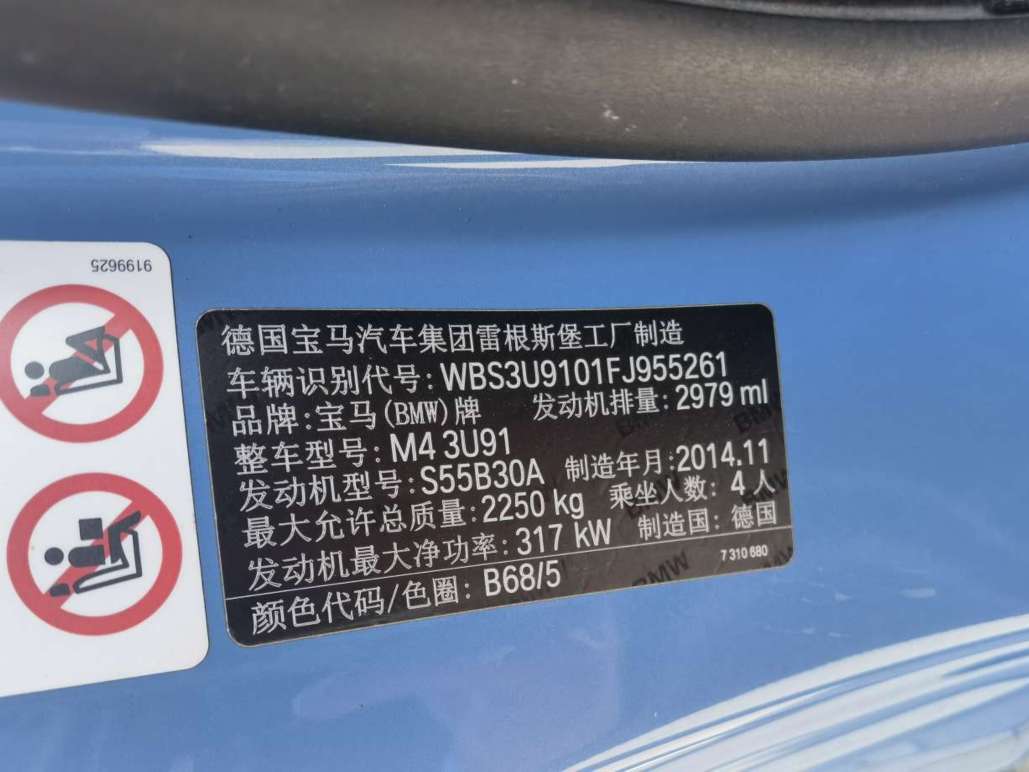 9199625
德国宝马汽车集团雷根斯堡工厂制造
车辆识别代号: WBS3U9101FJ955261
品牌:宝马(BMW)牌 发动机排量: 2979 ml
整车型号: M4 3U91
发动机型号: S55B30A 制造年月:2014.11
最大允许总质量: 2250 kg 乘坐人数: 4人
发动机最大净功率: 317 kW 制造国: 德国
7 310 680
颜色代码/色圈: B68/5